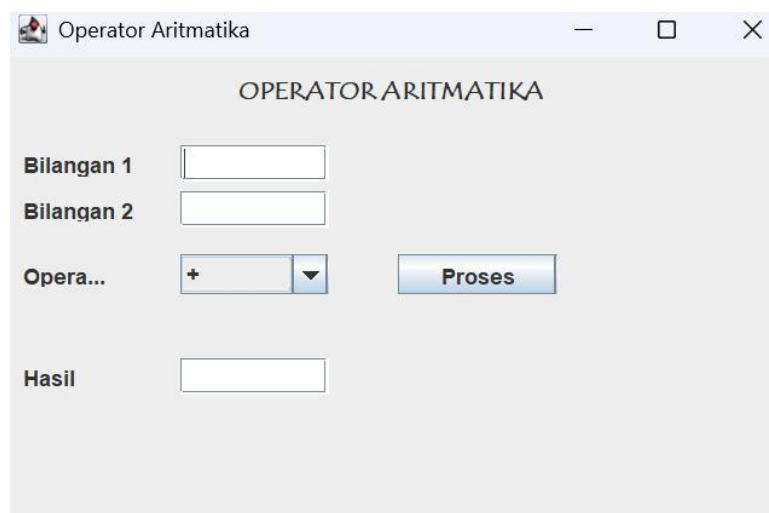 Operator Aritmatika
OPERATOR ARITMATIKA
Bilangan 1
Bilangan 2
Opera... + Proses
Hasil